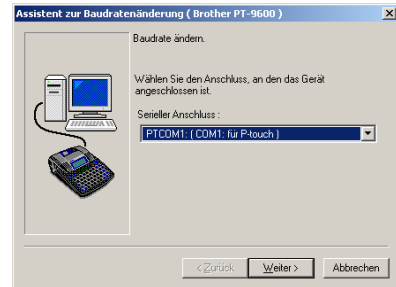 Assistent zur Baudratenänderung ( Brother PT-9600 )
Baudrate ändern.
Wählen Sie den Anschluss, an den das Gerät
angeschlossen ist.
Serieller Anschluss :
PTCOM1: ( COM1: für P-touch )
< Zurück
Weiter >
Abbrechen